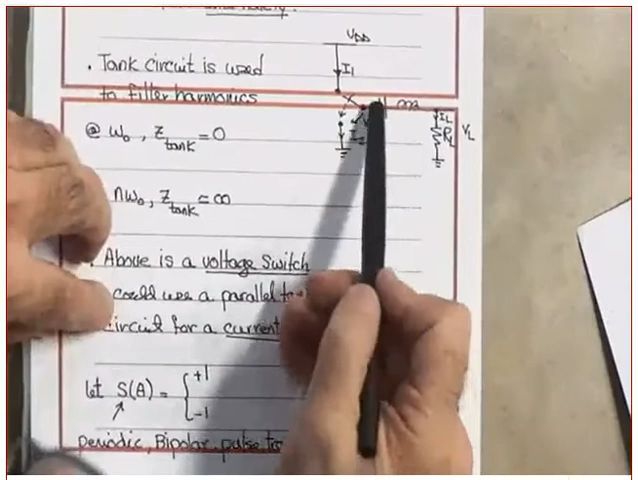 VDD
. Tank circuit is used
I1
to filter harmonics
@ ω₀, Z tank = 0
IL
RL
VL
nω₀, Z tank = ∞
. Above is a voltage switch
could use a parallel
circuit for a current
let S(A) = { +1
-1
periodic, Bipolar, pulse